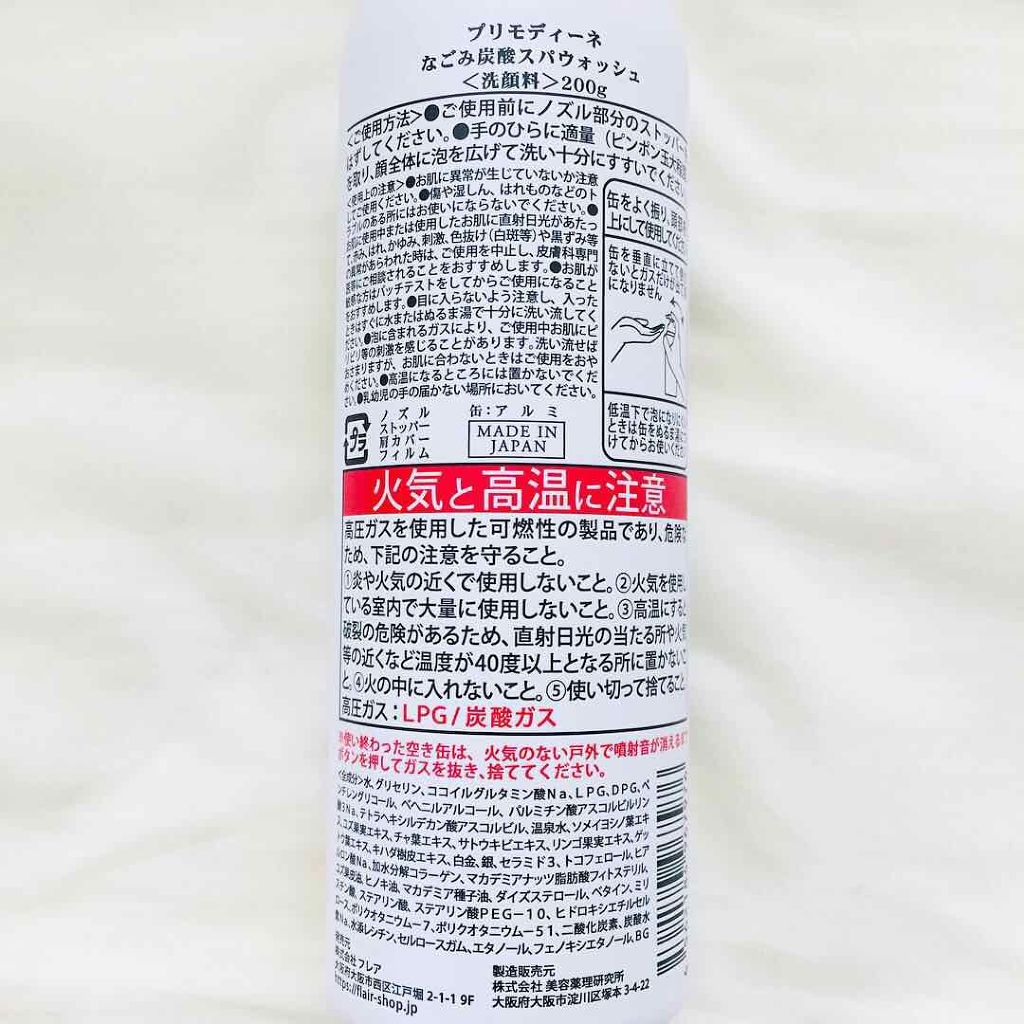 プリモディーネ
なごみ炭酸スパウォッシュ
＜洗顔料＞200g
＜ご使用方法＞●ご使用前にノズル部分のストッパー
はずしてください。●手のひらに適量（ピンポン玉大程度
を取り、顔全体に泡を広げて洗い十分にすすいでください
使用上の注意＞●お肌に異常が生じていないか注意
してご使用ください。●傷や湿しん、はれものなどのト
ラブルのある所にはお使いにならないでください。●
お肌に使用中または使用したお肌に直射日光があたっ
て、赤み、はれ、かゆみ、刺激、色抜け（白斑等）や黒ずみ等
の異常があらわれた時は、ご使用を中止し、皮膚科専門
医等にご相談されることをおすすめします。●お肌が
敏感な方はパッチテストをしてからご使用になること
をおすすめします。●目に入らないよう注意し、入った
ときはすぐに水またはぬるま湯で十分に洗い流してく
ださい。●泡に含まれるガスにより、ご使用中お肌にピ
リピリ等の刺激を感じることがあります。洗い流せば
おさまりますが、お肌に合わないときはご使用をおや
めください。●高温になるところには置かないでくだ
さい。●乳幼児の手の届かない場所においてください。
缶をよく振り、頭部
上にして使用してくだ
缶を垂直に立てて
ないとガスだけが
になりません
低温下で泡になりに
ときは缶をぬるま湯に
けてからお使いくだ
プラ
ノズル
ストッパー
肩カバー
フィルム
缶：アルミ
MADE IN
JAPAN
火気と高温に注意
高圧ガスを使用した可燃性の製品であり、危険な
ため、下記の注意を守ること。
①炎や火気の近くで使用しないこと。②火気を使用し
ている室内で大量に使用しないこと。③高温にすると
破裂の危険があるため、直射日光の当たる所や火気
等の近くなど温度が40度以上となる所に置かないこ
と。④火の中に入れないこと。⑤使い切って捨てること
高圧ガス：LPG/炭酸ガス
※使い終わった空き缶は、火気のない戸外で噴射音が消えるまで
ボタンを押してガスを抜き、捨ててください。
＜全成分＞水、グリセリン、ココイルグルタミン酸Na、LPG、DPG、ペ
ンチレングリコール、ベヘニルアルコール、パルミチン酸アスコルビルリン
酸3Na、テトラヘキシルデカン酸アスコルビル、温泉水、ソメイヨシノ葉エキ
ス、ユズ果実エキス、チャ葉エキス、サトウキビエキス、リンゴ果実エキス、ゲッ
トウ葉エキス、キハダ樹皮エキス、白金、銀、セラミド3、トコフェロール、ヒア
ルロン酸Na、加水分解コラーゲン、マカデミアナッツ脂肪酸フィトステリル、
ユズ果皮油、ヒノキ油、マカデミア種子油、ダイズステロール、ベタイン、ミリ
スチン酸、ステアリン酸、ステアリン酸PEG-10、ヒドロキシエチルセル
ロース、ポリクオタニウム-7、ポリクオタニウム-51、二酸化炭素、炭酸水
素Na、水添レシチン、セルロースガム、エタノール、フェノキシエタノール、BG
発売元
株式会社 フレア
大阪府大阪市西区江戸堀 2-1-1 9F
https://flair-shop.jp
製造販売元
株式会社 美容薬理研究所
大阪府大阪市淀川区塚本 3-4-22